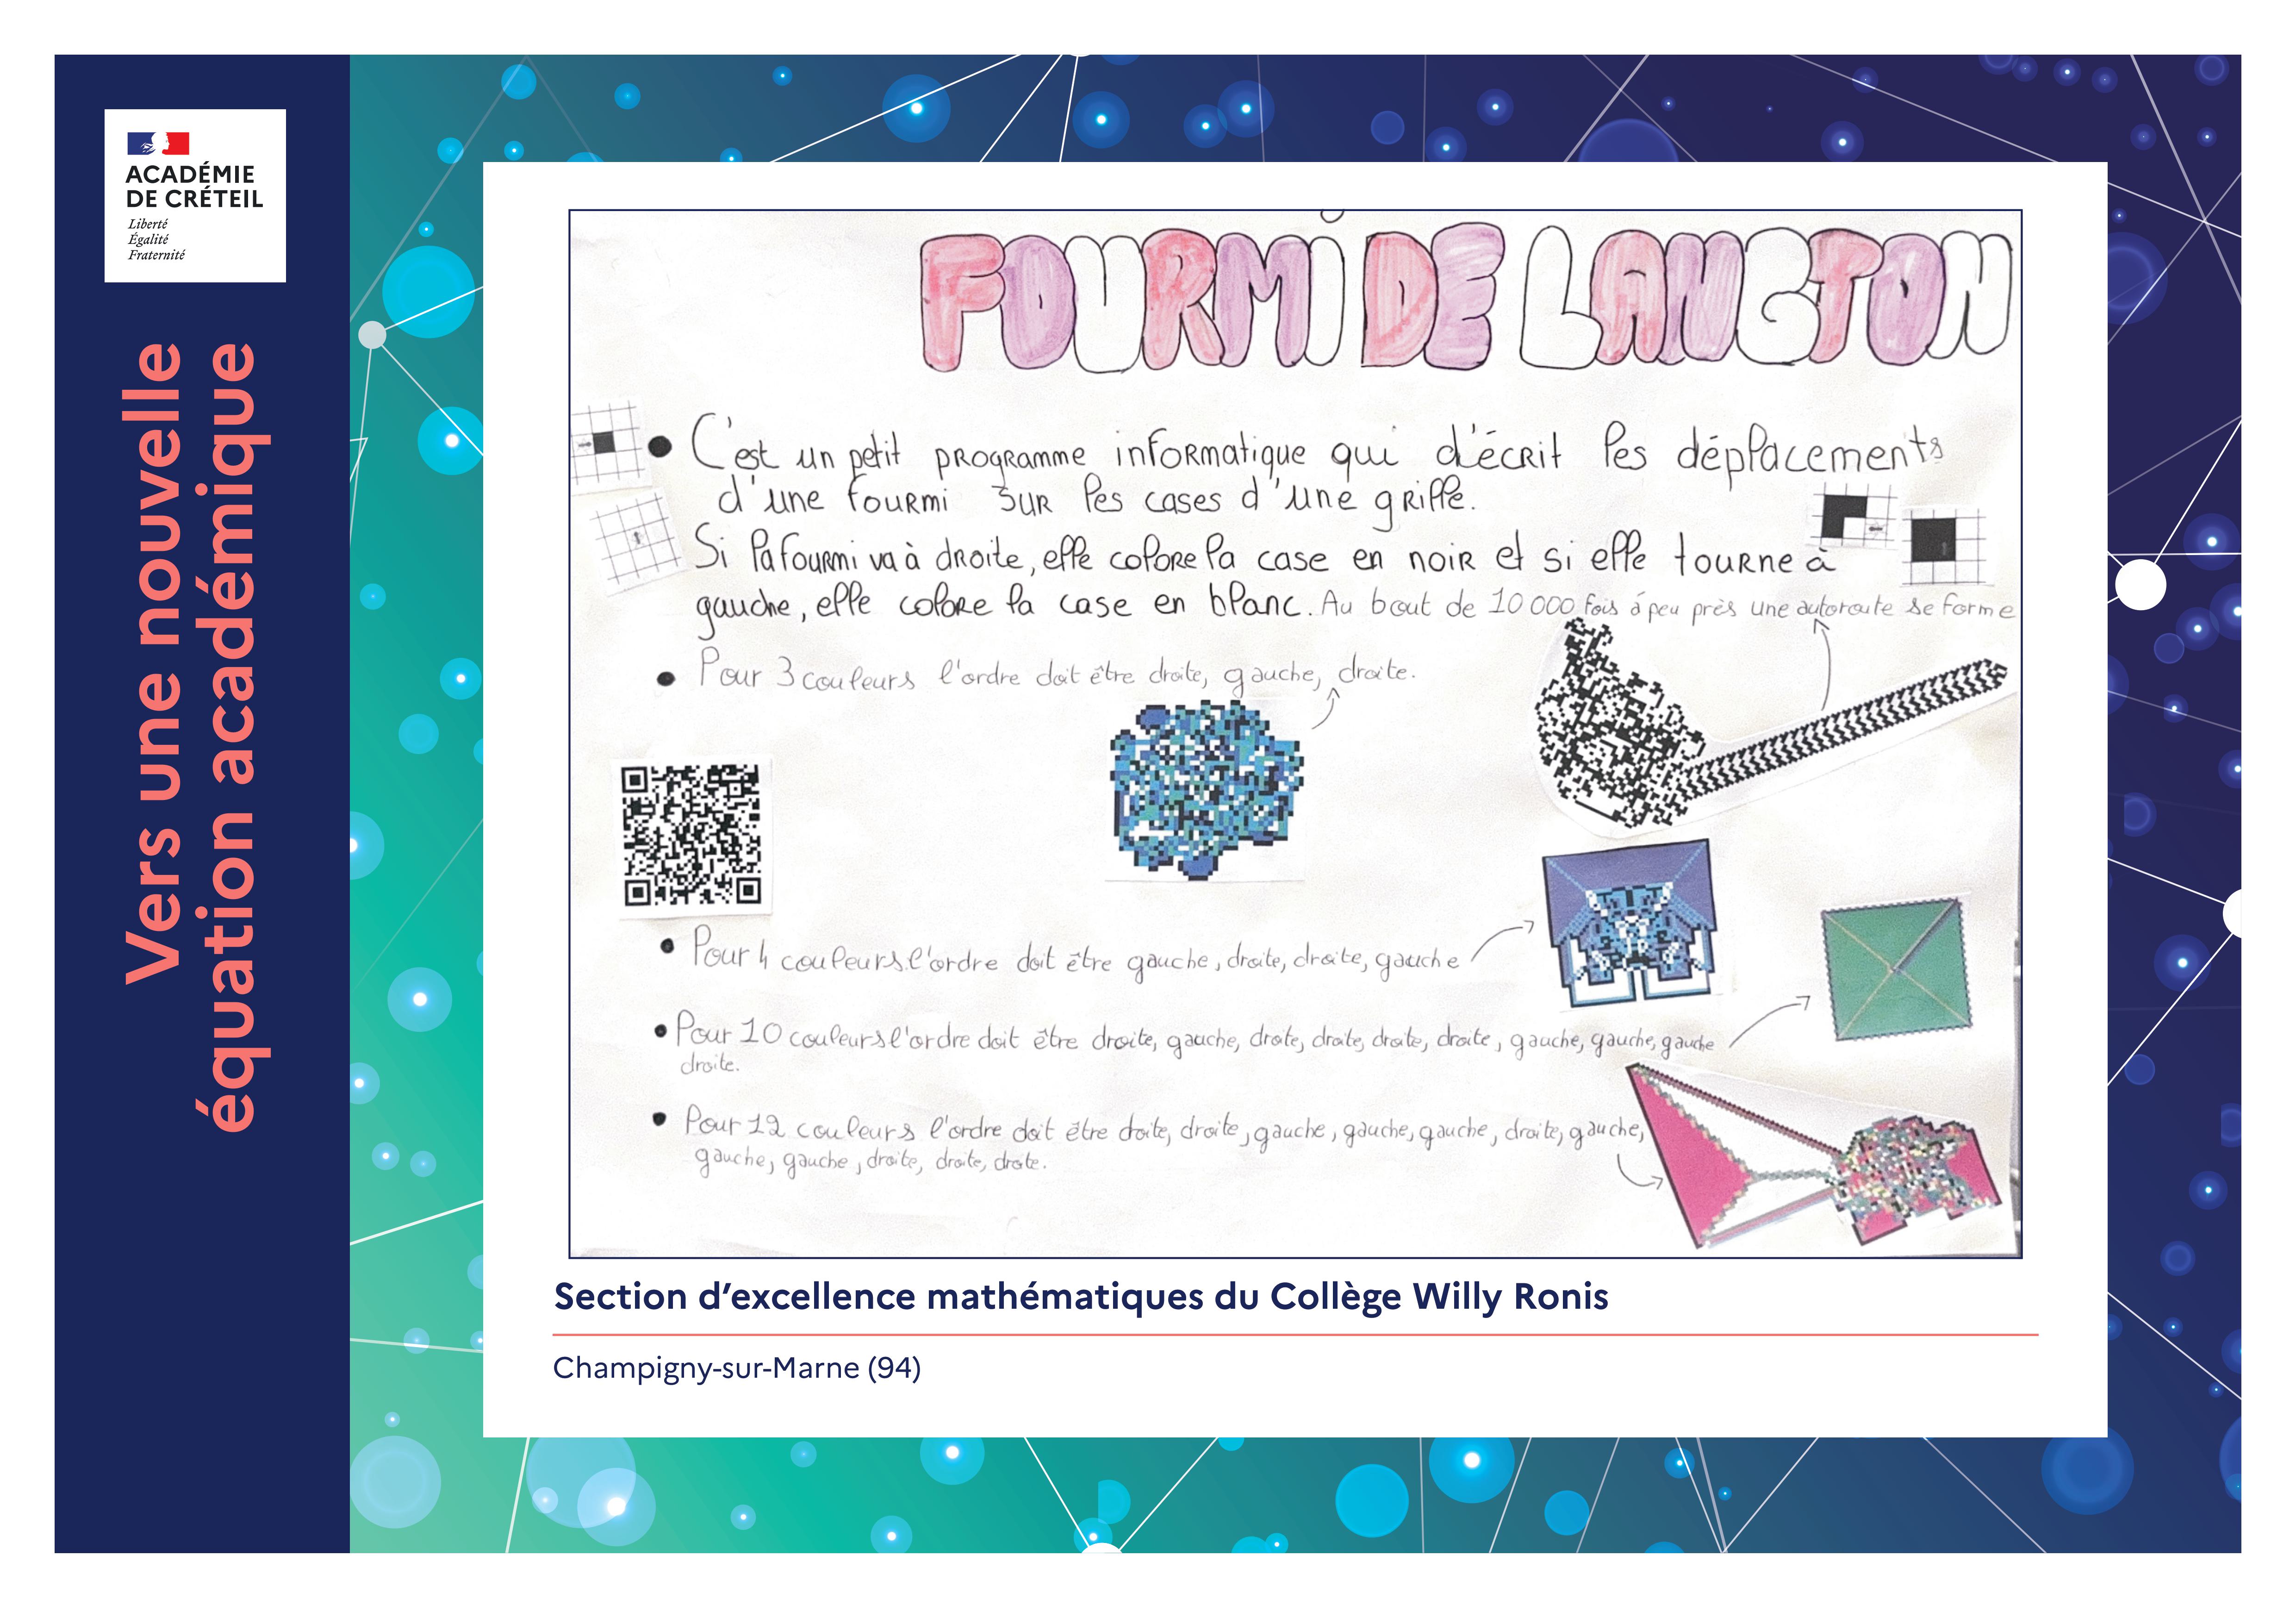 ACADÉMIE
DE CRÉTEIL
Liberté
Égalité
Fraternité
Vers une nouvelle
équation académique
FOURMI DE LANGTON
C'est un petit programme informatique qui d'écrit les déplacements
d'une fourmi sur les cases d'une grille.
Si la fourmi va à droite, elle colore la case en noir et si elle tourne à
gauche, elle colore la case en blanc. Au bout de 10 000 fois à peu près une autoroute se forme
Pour 3 couleurs l'ordre doit être droite, gauche, droite.
Pour 4 couleurs l'ordre doit être gauche, droite, droite, gauche
Pour 10 couleurs l'ordre doit être droite, gauche, droite, droite, droite, droite, gauche, gauche, gauche
droite.
Pour 12 couleurs l'ordre doit être droite, droite, gauche, gauche, gauche, droite, gauche,
gauche, gauche, droite, droite, droite.
Section d'excellence mathématiques du Collège Willy Ronis
Champigny-sur-Marne (94)